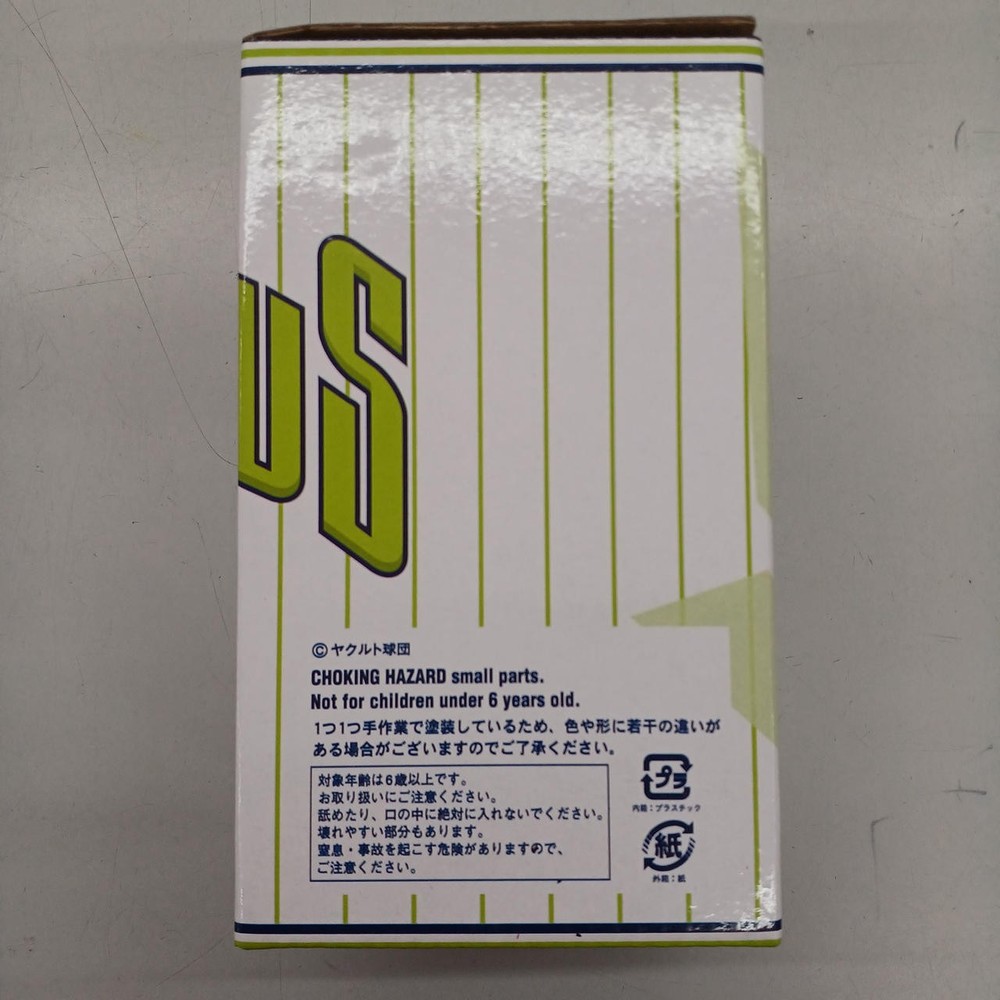 US
©ヤクルト球団
CHOKING HAZARD small parts.
Not for children under 6 years old.
1つ1つ手作業で塗装しているため、色や形に若干の違いが
ある場合がございますのでご了承ください。
対象年齢は6歳以上です。
お取り扱いにご注意ください。
舐めたり、口の中に絶対に入れないでください。
壊れやすい部分もあります。
窒息・事故を起こす危険がありますので、
ご注意ください。
プラ
内箱：プラスチック
紙
外箱：紙